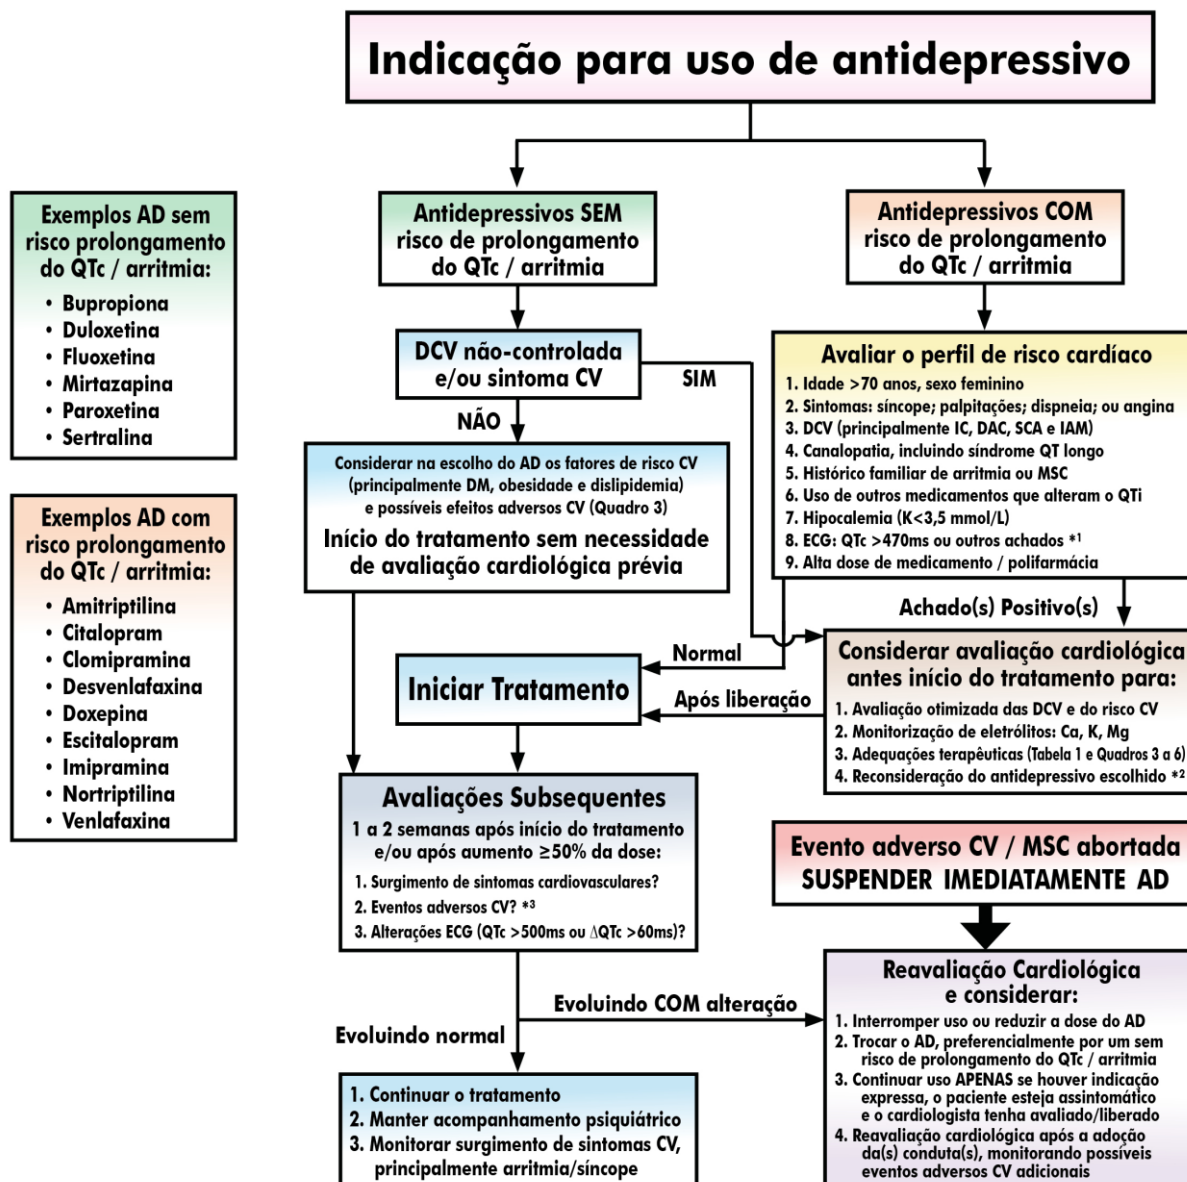 Indicação para uso de antidepressivo
Exemplos AD sem
risco prolongamento
do QTc / arritmia:
• Bupropiona
• Duloxetina
• Fluoxetina
• Mirtazapina
• Paroxetina
• Sertralina
Exemplos AD com
risco prolongamento
do QTc / arritmia:
• Amitriptilina
• Citalopram
• Clomipramina
• Desvenlafaxina
• Doxepina
• Escitalopram
• Imipramina
• Nortriptilina
• Venlafaxina
Antidepressivos SEM
risco de prolongamento
do QTc / arritmia
DCV não-controlada
e/ou sintoma CV
SIM
NÃO
Considerar na escolho do AD os fatores de risco CV
(principalmente DM, obesidade e dislipidemia)
e possíveis efeitos adversos CV (Quadro 3)
Início do tratamento sem necessidade
de avaliação cardiológica prévia
Antidepressivos COM
risco de prolongamento
do QTc / arritmia
Avaliar o perfil de risco cardíaco
1. Idade >70 anos, sexo feminino
2. Sintomas: síncope; palpitações; dispneia; ou angina
3. DCV (principalmente IC, DAC, SCA e IAM)
4. Canalopatia, incluindo síndrome QT longo
5. Histórico familiar de arritmia ou MSC
6. Uso de outros medicamentos que alteram o QTi
7. Hipocalemia (K<3,5 mmol/L)
8. ECG: QTc >470ms ou outros achados *1
9. Alta dose de medicamento / polifarmácia
Achado(s) Positivo(s)
Normal
Após liberação
Iniciar Tratamento
Considerar avaliação cardiológica
antes início do tratamento para:
1. Avaliação otimizada das DCV e do risco CV
2. Monitorização de eletrólitos: Ca, K, Mg
3. Adequações terapêuticas (Tabela 1 e Quadros 3 a 6)
4. Reconsideração do antidepressivo escolhido *2
Avaliações Subsequentes
1 a 2 semanas após início do tratamento
e/ou após aumento ≥50% da dose:
1. Surgimento de sintomas cardiovasculares?
2. Eventos adversos CV? *3
3. Alterações ECG (QTc >500ms ou ΔQTc >60ms)?
Evento adverso CV / MSC abortada
SUSPENDER IMEDIATAMENTE AD
Evoluindo COM alteração
Evoluindo normal
1. Continuar o tratamento
2. Manter acompanhamento psiquiátrico
3. Monitorar surgimento de sintomas CV,
principalmente arritmia/síncope
Reavaliação Cardiológica
e considerar:
1. Interromper uso ou reduzir a dose do AD
2. Trocar o AD, preferencialmente por um sem
risco de prolongamento do QTc / arritmia
3. Continuar uso APENAS se houver indicação
expressa, o paciente esteja assintomático
e o cardiologista tenha avaliado/liberado
4. Reavaliação cardiológica após a adoção
da(s) conduta(s), monitorando possíveis
eventos adversos CV adicionais